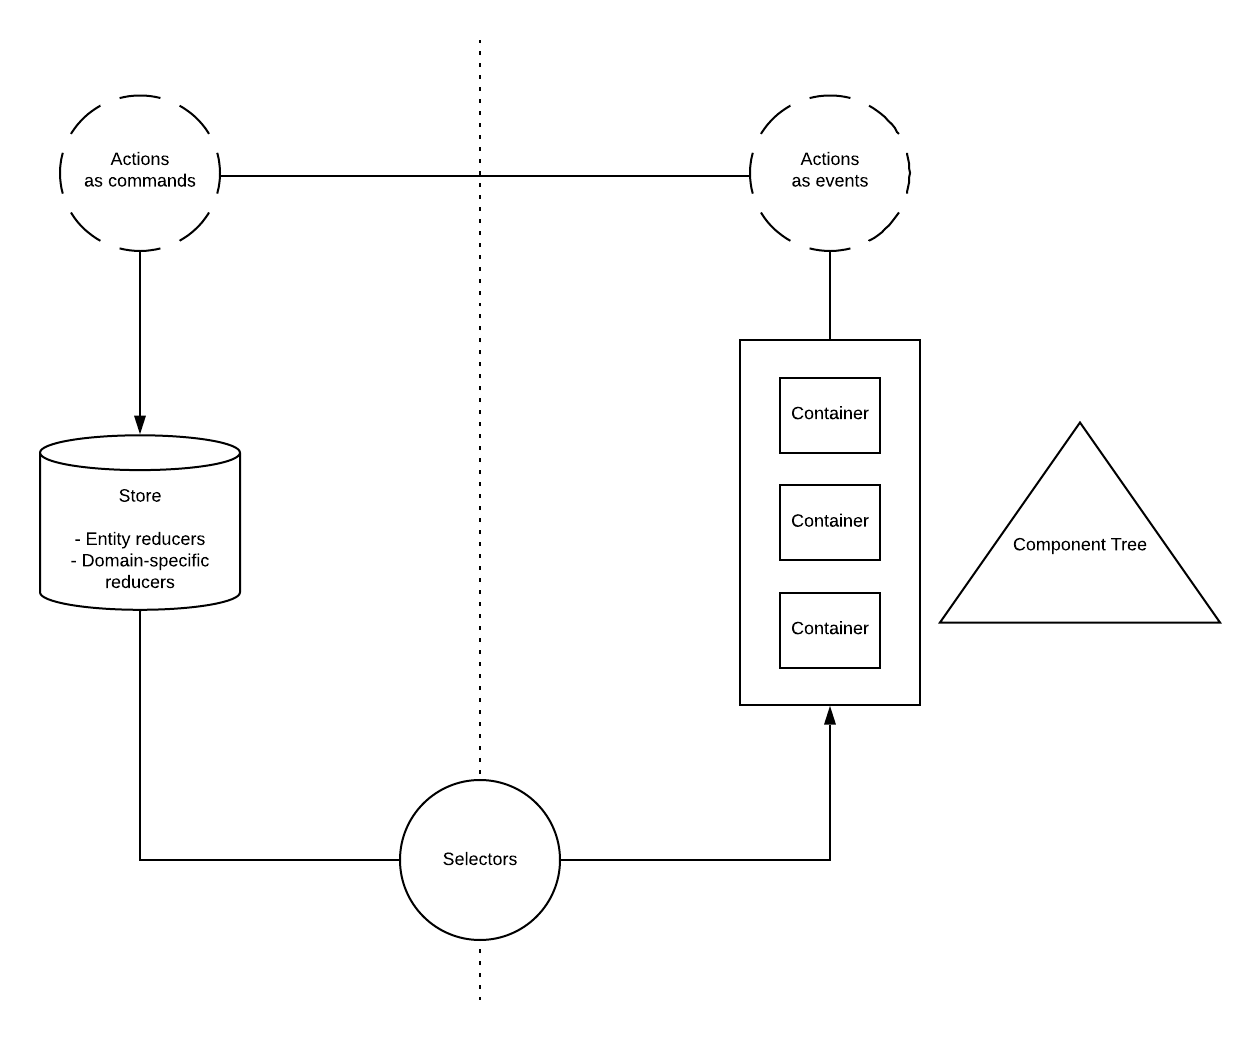 Actions
as commands
Actions
as events
Container
Store
- Entity reducers
- Domain-specific
reducers
Container
Component Tree
Container
Selectors